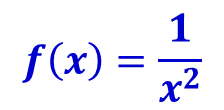 f(x) = 1/x²